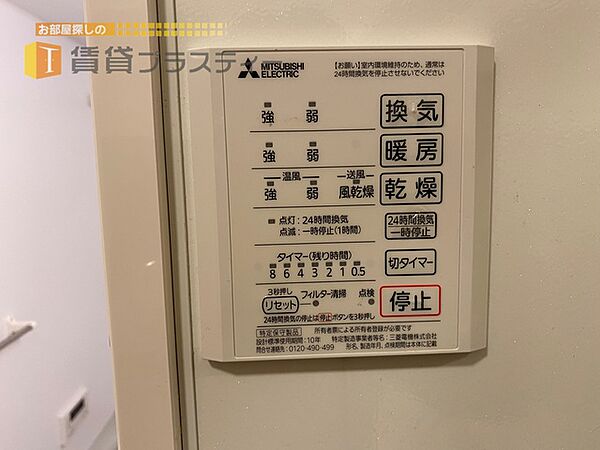 お部屋探しの
賃貸プラスティー
MITSUBISHI ELECTRIC
【お願い】室内環境維持のため、通常は
24時間換気を停止させないでください
強 弱 換気
強 弱 暖房
温風 送風
強 弱 風乾燥 乾燥
点灯：24時間換気
点滅：一時停止(1時間)
24時間換気
一時停止
タイマー(残り時間)
8 6 4 3 2 1 0.5
切タイマー
3秒押し
リセット フィルター清掃 点検
停止
24時間換気の停止は停止ボタンを3秒押し
特定保守製品 所有者票による所有者登録が必要です
設計標準使用期間：10年 特定製造事業者等名：三菱電機株式会社
問合せ連絡先：0120-490-499 形名、製造年月、点検期間は本体に記載